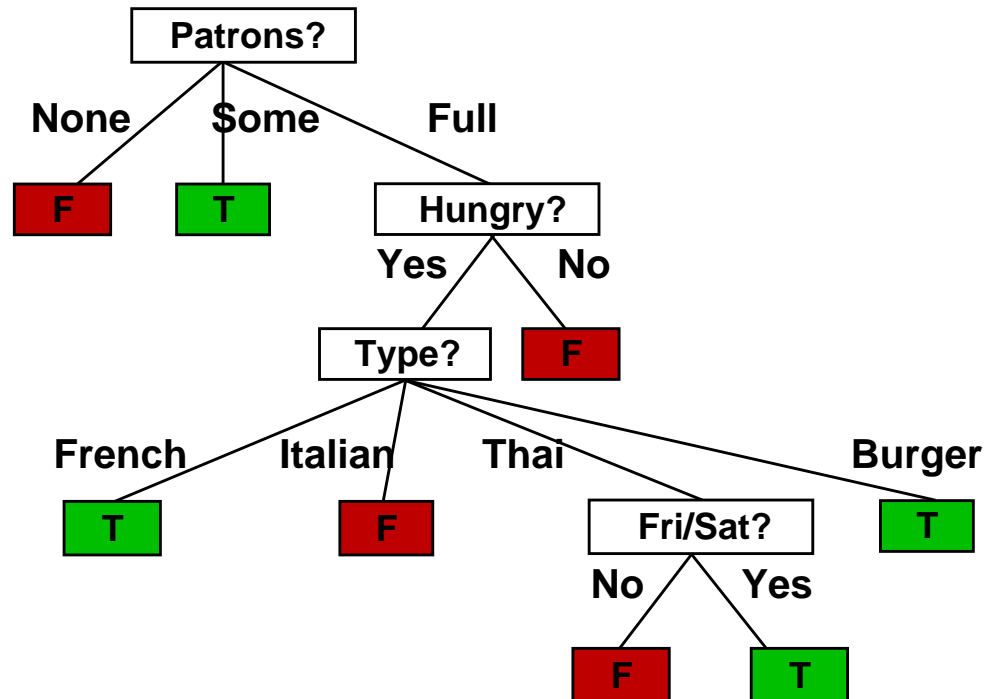 Patrons?
None Some Full
F T Hungry?
Yes No
Type? F
French Italian Thai Burger
T F Fri/Sat? T
No Yes
F T